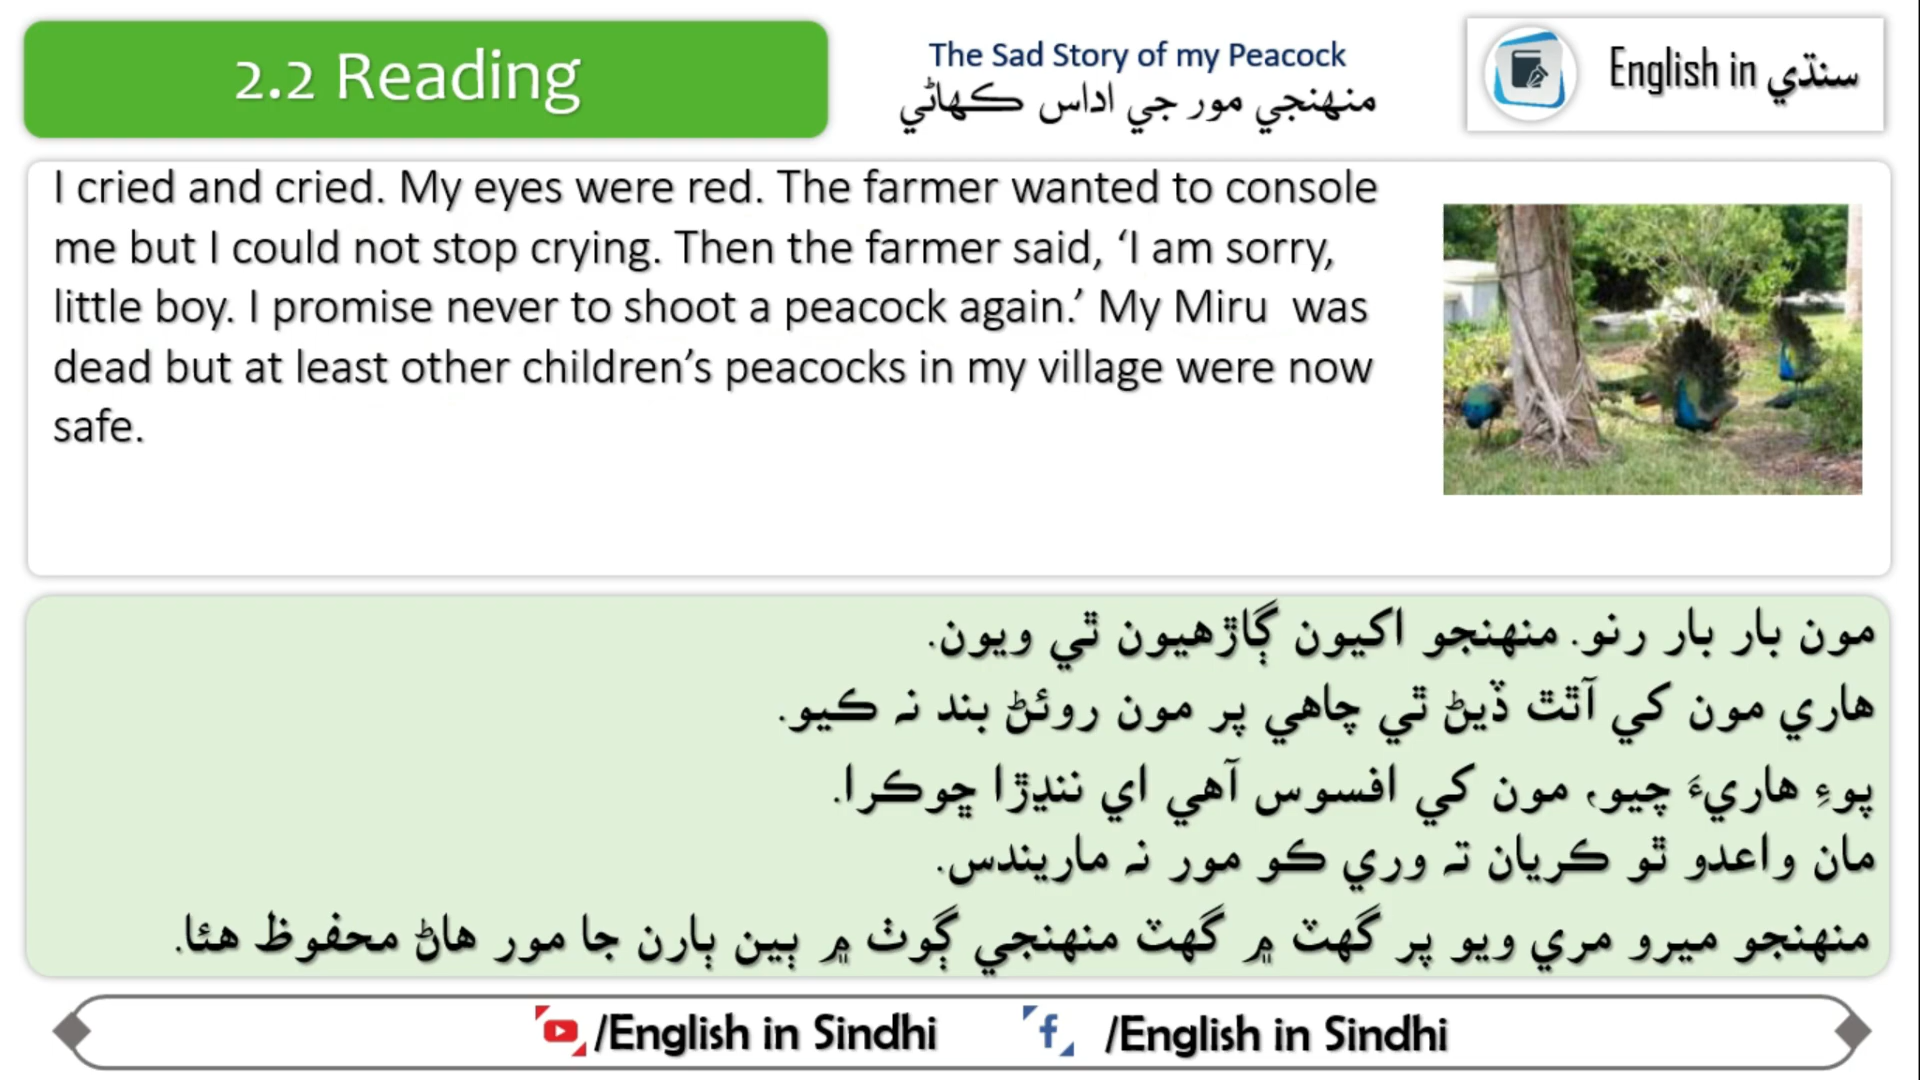 2.2 Reading
The Sad Story of my Peacock
منهنجي مور جي اداس ڪهاڻي
English in سنڌي
I cried and cried. My eyes were red. The farmer wanted to console
me but I could not stop crying. Then the farmer said, ‘I am sorry,
little boy. I promise never to shoot a peacock again.’ My Miru  was
dead but at least other children’s peacocks in my village were now
safe.
مون بار بار رنو. منهنجو اکيون ڳاڙهيون ٿي ويون.
هاري مون کي آٿت ڏيڻ ٿي چاهي پر مون روئڻ بند نہ ڪيو.
پوءِ هاريءَ چيو، مون کي افسوس آهي اي ننڍڙا ڇوڪرا.
مان واعدو ٿو ڪريان تہ وري ڪو مور نہ ماريندس.
منهنجو ميرو مري ويو پر گهٽ ۾ گهٽ منهنجي ڳوٺ ۾ ٻين ٻارن جا مور هاڻ محفوظ هئا.
/English in Sindhi /English in Sindhi